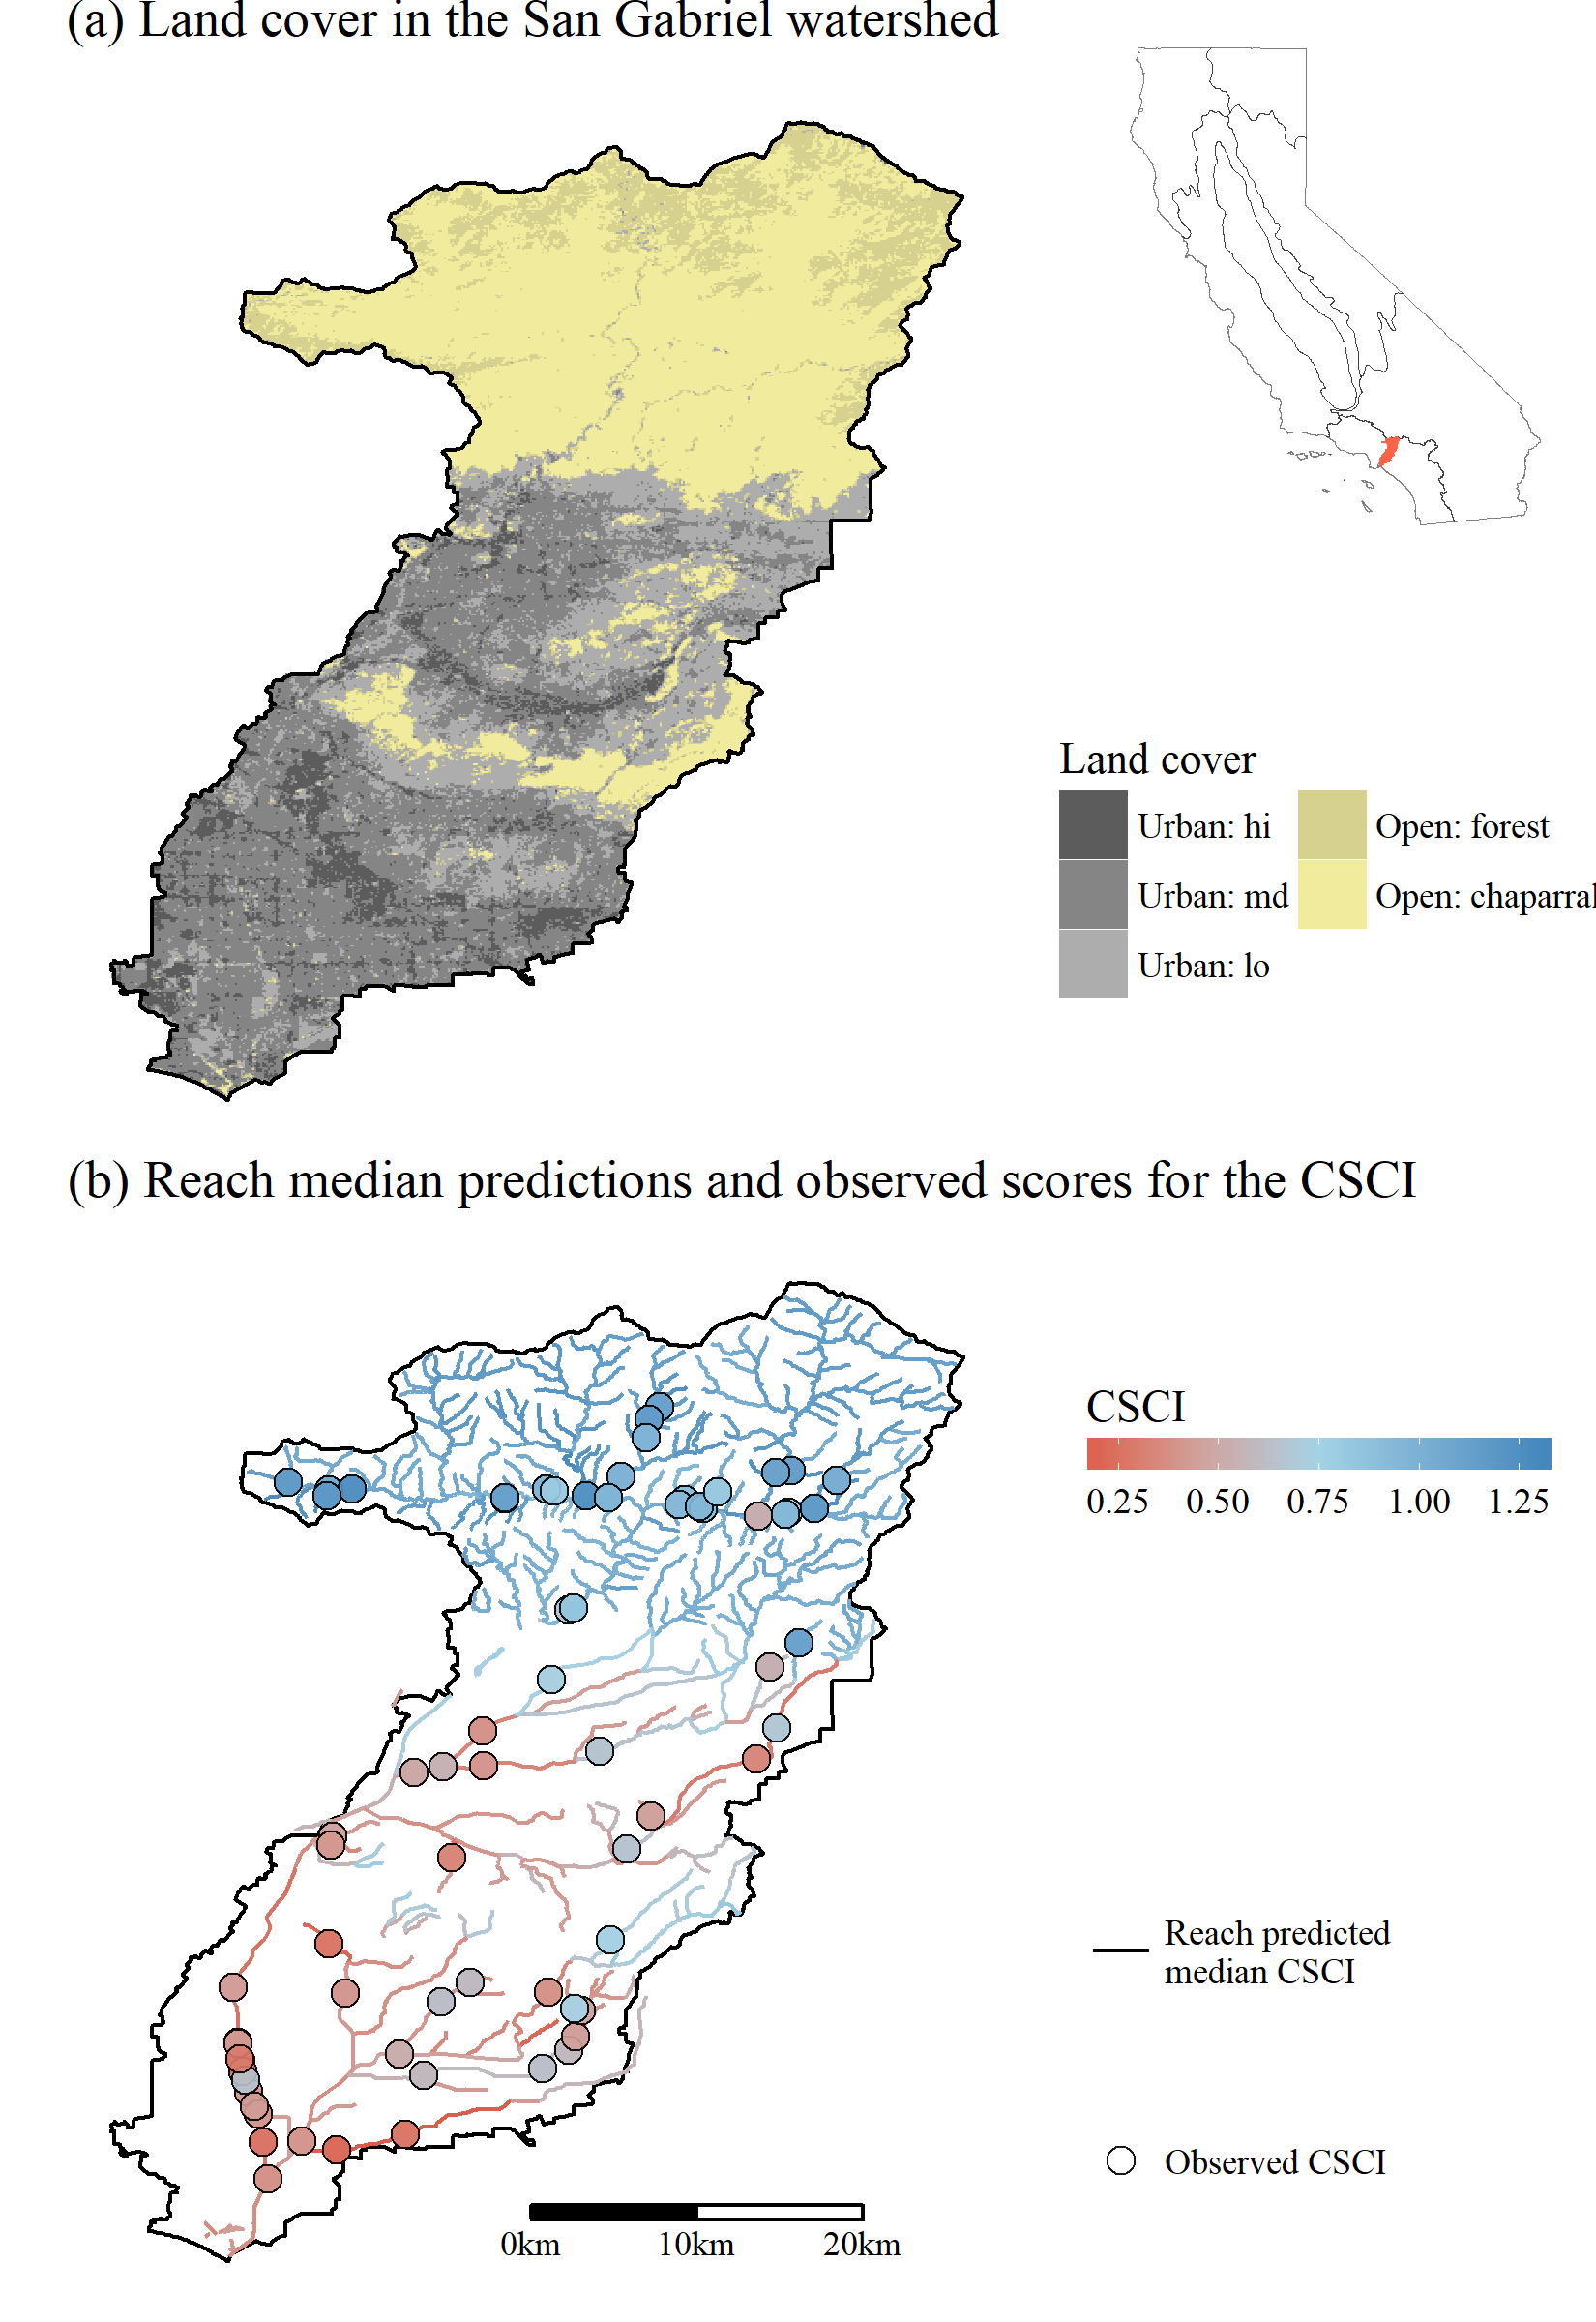 (a) Land cover in the San Gabriel watershed
Land cover
Urban: hi
Open: forest
Urban: md
Open: chaparral
Urban: lo
(b) Reach median predictions and observed scores for the CSCI
CSCI
0.25 0.50 0.75 1.00 1.25
Reach predicted
median CSCI
Observed CSCI
0km 10km 20km